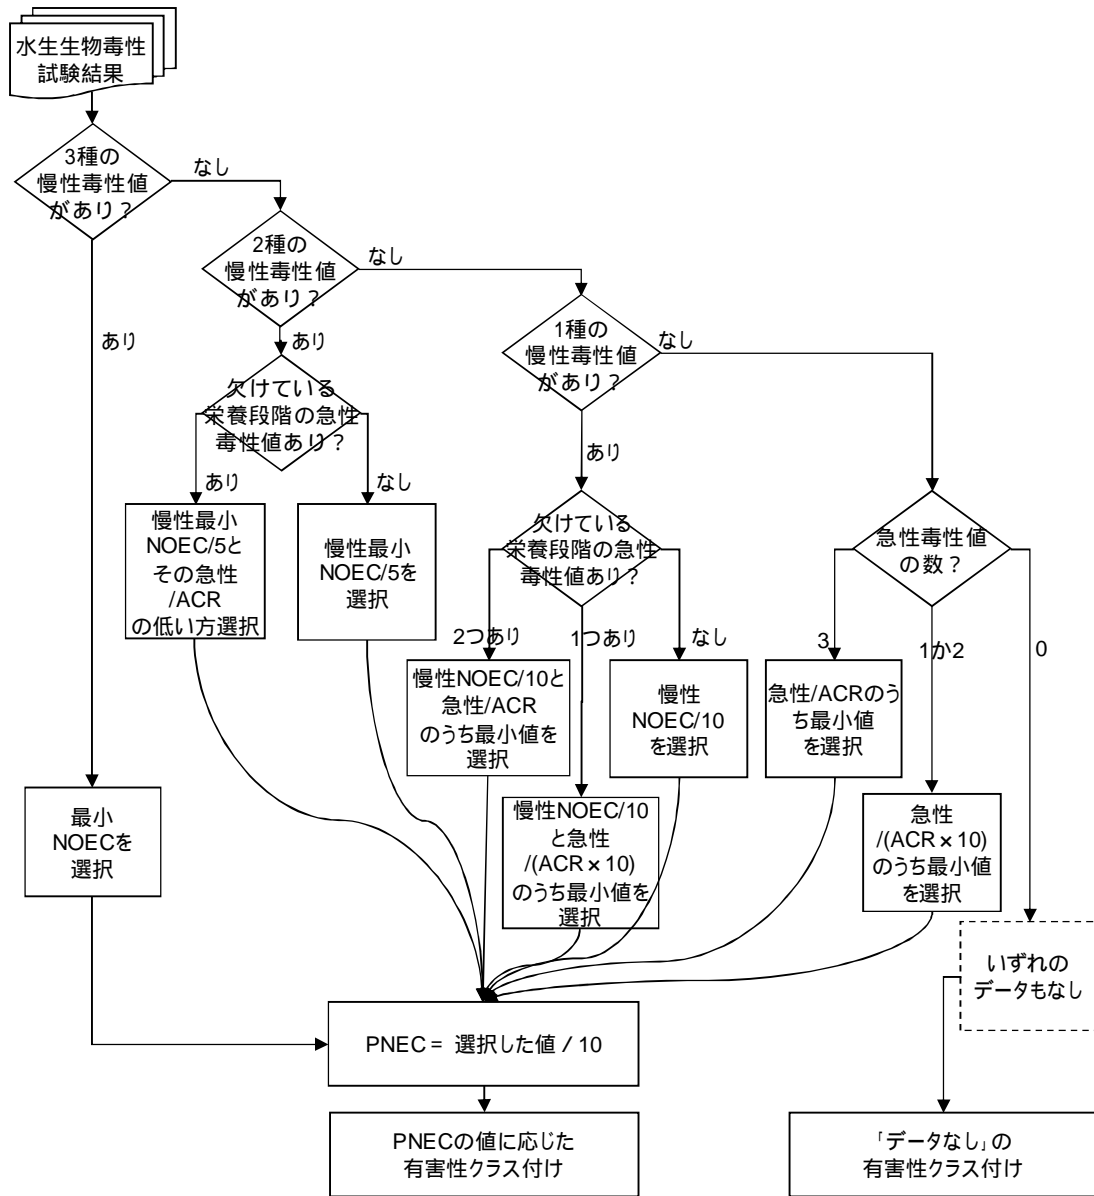 水生生物毒性
試験結果
3種の
慢性毒性値
があり？
なし
あり
2種の
慢性毒性値
があり？
なし
あり
1種の
慢性毒性値
があり？
なし
あり
欠けている
栄養段階の急性
毒性値あり？
あり
なし
慢性最小
NOEC/5と
その急性
/ACR
の低い方選択
慢性最小
NOEC/5を
選択
欠けている
栄養段階の急性
毒性値あり？
2つあり
1つあり
なし
急性毒性値
の数？
3
1か2
0
慢性NOEC/10と
急性/ACR
のうち最小値を
選択
慢性
NOEC/10
を選択
急性/ACRのう
ち最小値
を選択
最小
NOECを
選択
慢性NOEC/10
と急性
/(ACR×10)
のうち最小値を
選択
急性
/(ACR×10)
のうち最小値
を選択
いずれの
データもなし
PNEC = 選択した値 / 10
PNECの値に応じた
有害性クラス付け
「データなし」の
有害性クラス付け